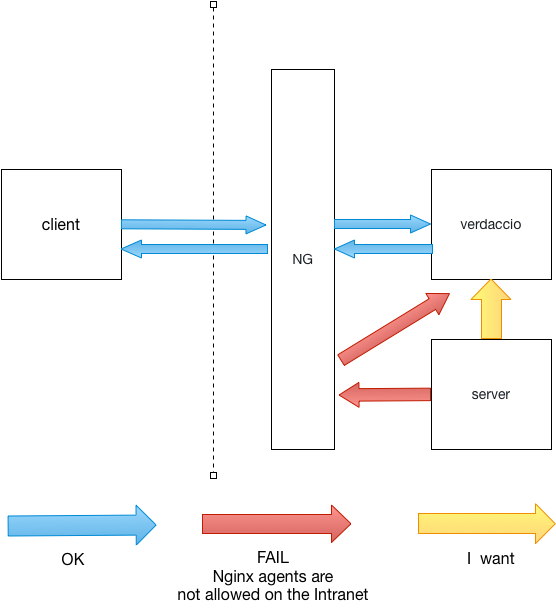 client
NG
verdaccio
server
OK
FAIL
Nginx agents are
not allowed on the Intranet
I want